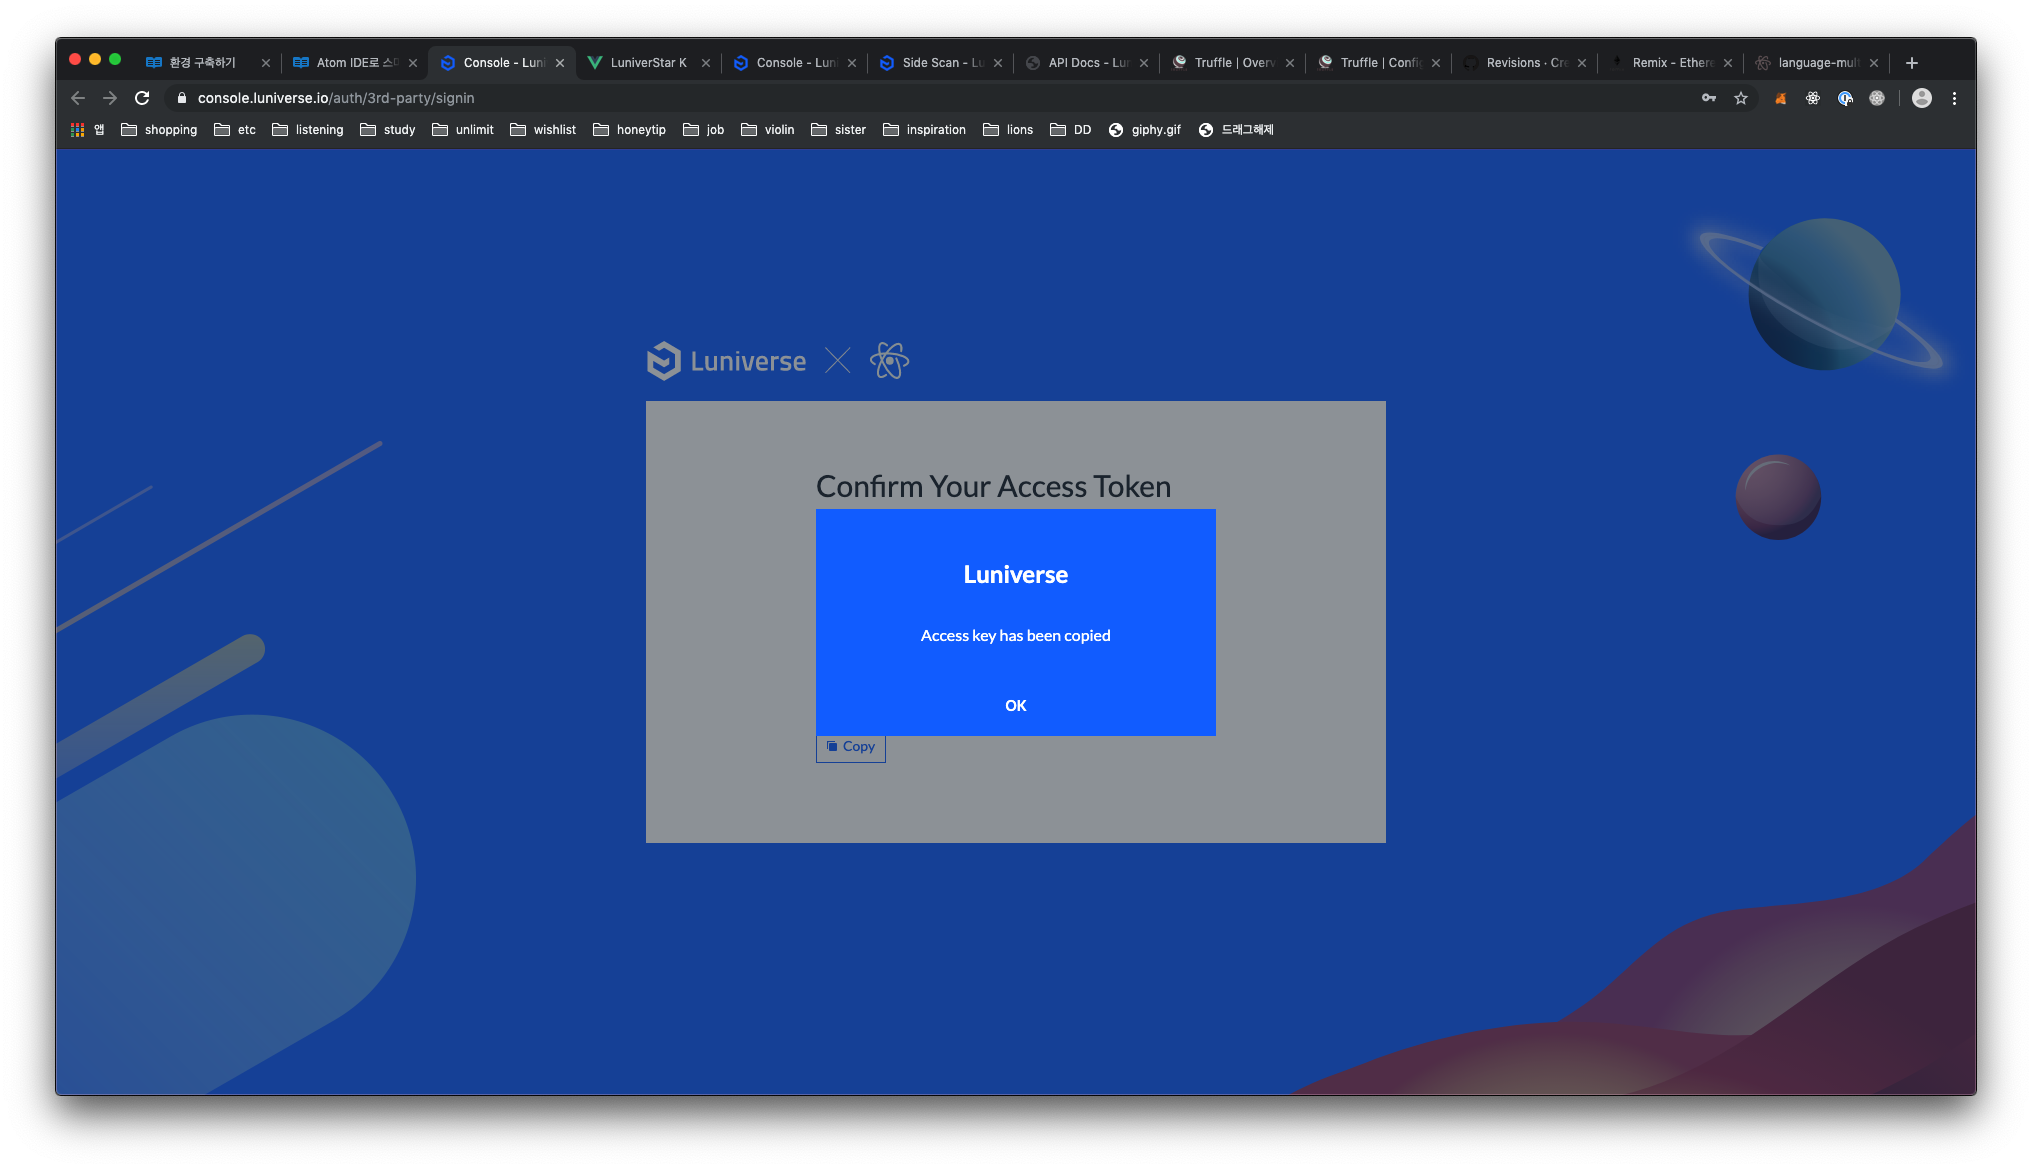 환경 구축하기
Atom IDE로 스마
Console - Luni
LuniverStar K
Console - Luni
Side Scan - Lu
API Docs - Lun
Truffle | Overv
Truffle | Config
Revisions · Cre
Remix - Ethere
language-mult
console.luniverse.io/auth/3rd-party/signin
앱 shopping etc listening study unlimit wishlist honeytip job violin sister inspiration lions DD giphy.gif 드래그해제
Luniverse
Confirm Your Access Token
Luniverse
Access key has been copied
OK
Copy